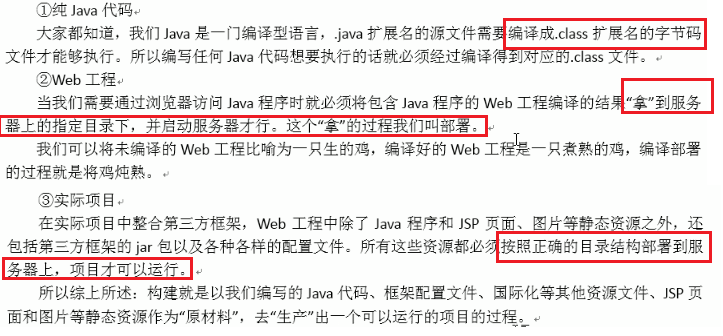 ①纯 Java 代码
大家都知道，我们 Java 是一门编译型语言，.java 扩展名的源文件需要编译成.class 扩展名的字节码
文件才能够执行。所以编写任何 Java 代码想要执行的话就必须经过编译得到对应的.class 文件。
②Web 工程
当我们需要通过浏览器访问 Java 程序时就必须将包含 Java 程序的 Web 工程编译的结果“拿”到服务
器上的指定目录下，并启动服务器才行。这个“拿”的过程我们叫部署。
我们可以将未编译的 Web 工程比喻为一只生的鸡，编译好的 Web 工程是一只煮熟的鸡，编译部署
的过程就是将鸡炖熟。
③实际项目
在实际项目中整合第三方框架，Web 工程中除了 Java 程序和 JSP 页面、图片等静态资源之外，还
包括第三方框架的 jar 包以及各种各样的配置文件。所有这些资源都必须按照正确的目录结构部署到服
务器上，项目才可以运行。
所以综上所述：构建就是以我们编写的 Java 代码、框架配置文件、国际化等其他资源文件、JSP 页
面和图片等静态资源作为“原材料”，去“生产”出一个可以运行的项目的过程。